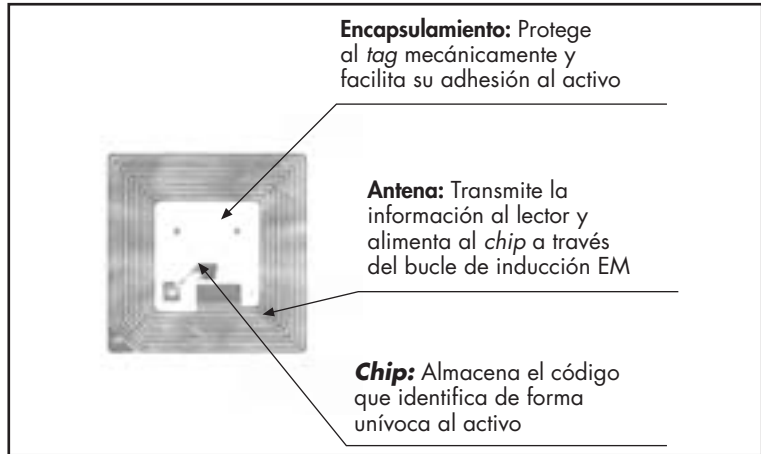 Encapsulamiento: Protege
al tag mecánicamente y
facilita su adhesión al activo
Antena: Transmite la
información al lector y
alimenta al chip a través
del bucle de inducción EM
Chip: Almacena el código
que identifica de forma
unívoca al activo